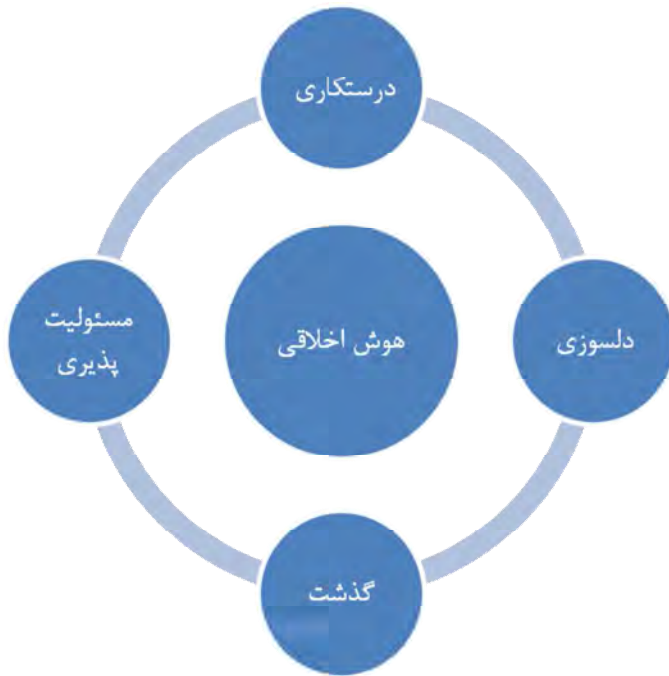 درستکاری
دلسوزی
هوش اخلاقی
مسئولیت
پذیری
گذشت